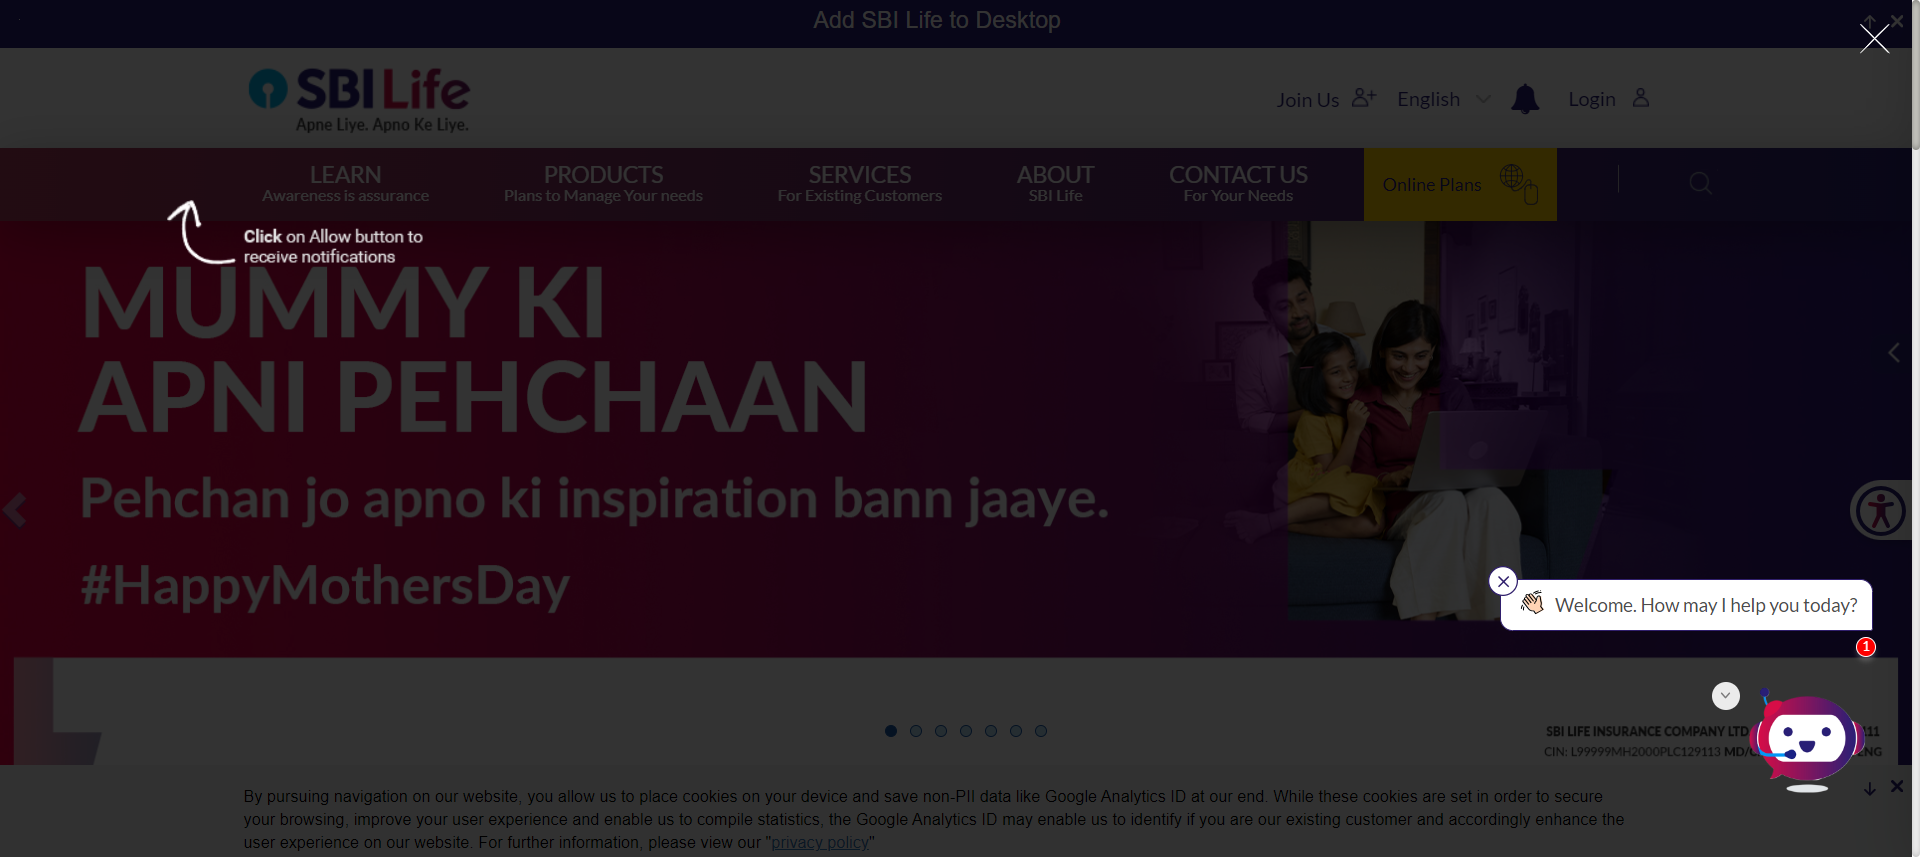 Add SBI Life to Desktop
SBI Life
Apne Liye. Apno Ke Liye.
Join Us
English
Login
LEARN
Awareness is assurance
PRODUCTS
Plans to Manage Your needs
SERVICES
For Existing Customers
ABOUT
SBI Life
CONTACT US
For Your Needs
Online Plans
Click on Allow button to
receive notifications
MUMMY KI
APNI PEHCHAAN
Pehchan jo apno ki inspiration bann jaaye.
#HappyMothersDay
Welcome. How may I help you today?
1
SBI LIFE INSURANCE COMPANY LTD
CIN: L99999MH2000PLC129113
By pursuing navigation on our website, you allow us to place cookies on your device and save non-PII data like Google Analytics ID at our end. While these cookies are set in order to secure
your browsing, improve your user experience and enable us to compile statistics, the Google Analytics ID may enable us to identify if you are our existing customer and accordingly enhance the
user experience on our website. For further information, please view our "privacy policy"